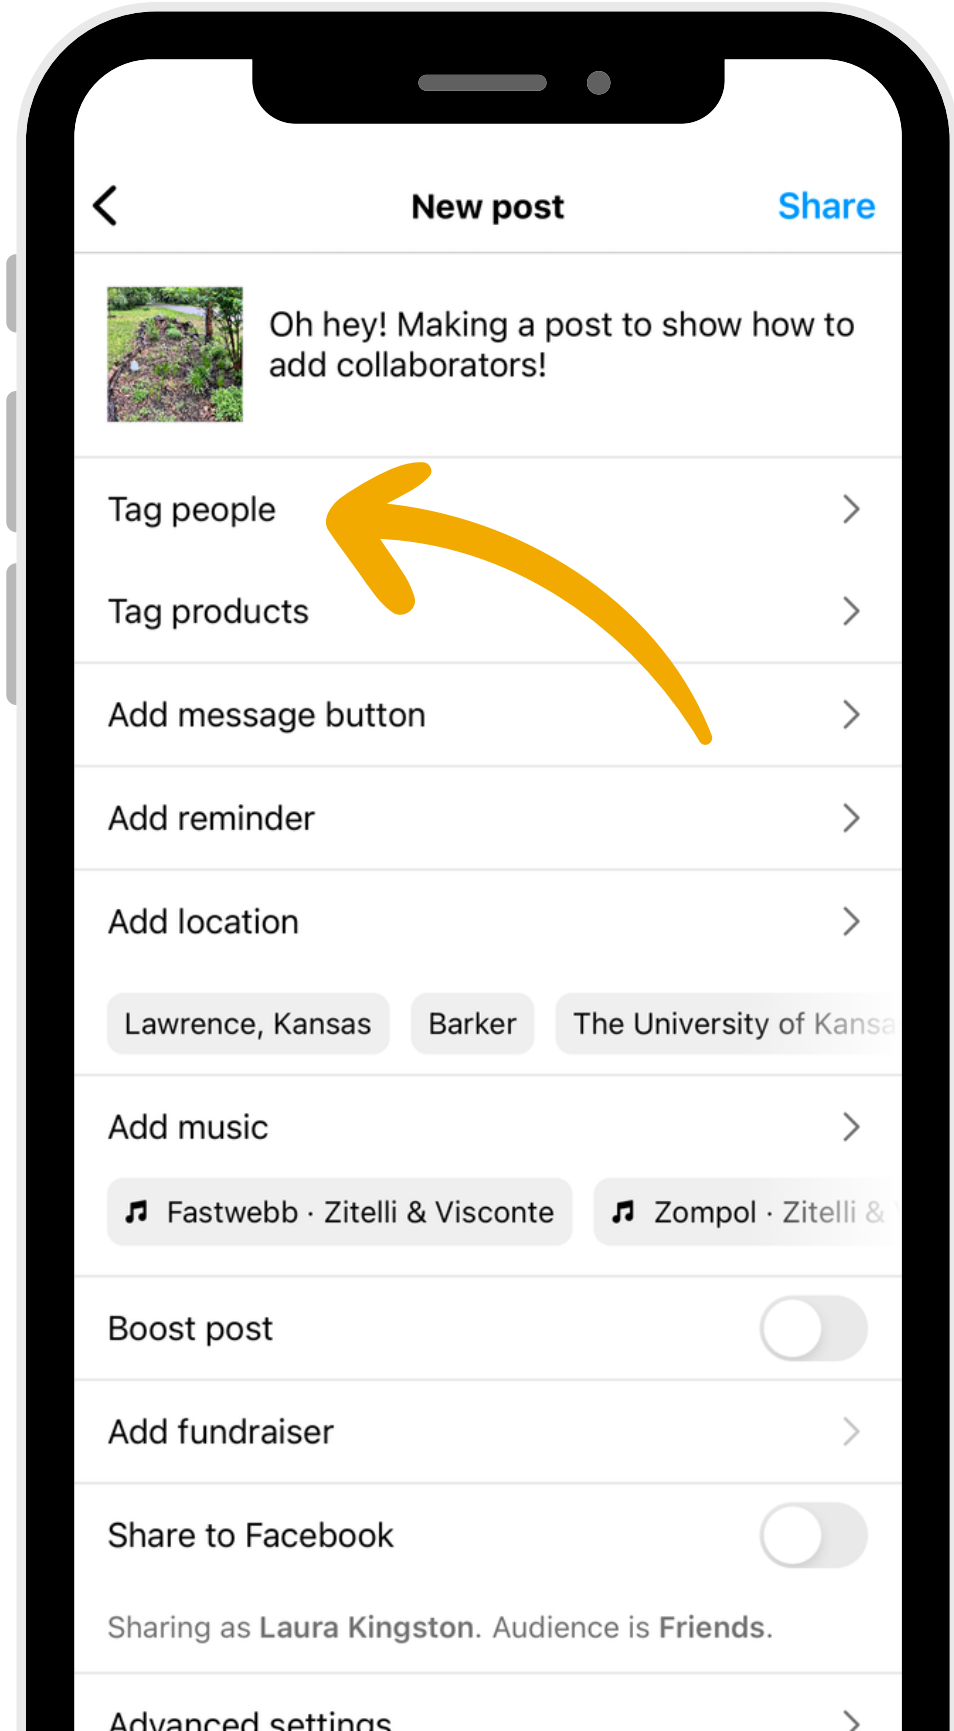 New post
Share
Oh hey! Making a post to show how to
add collaborators!
Tag people
Tag products
Add message button
Add reminder
Add location
Lawrence, Kansas
Barker
The University of Kansa
Add music
Fastwebb · Zitelli & Visconte
Zompol · Zitelli &
Boost post
Add fundraiser
Share to Facebook
Sharing as Laura Kingston. Audience is Friends.
Advanced settings